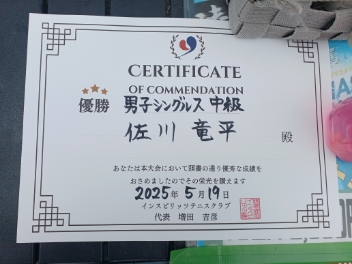 CERTIFICATE
OF COMMENDATION
優勝 男子シングルス 中級
佐川 竜平 殿
あなたは本大会において頭書の通り優秀な成績を
おさめましたのでその栄光を讃えます
2025年5月19日
インスピリッツテニスクラブ
代表 増田 吉彦